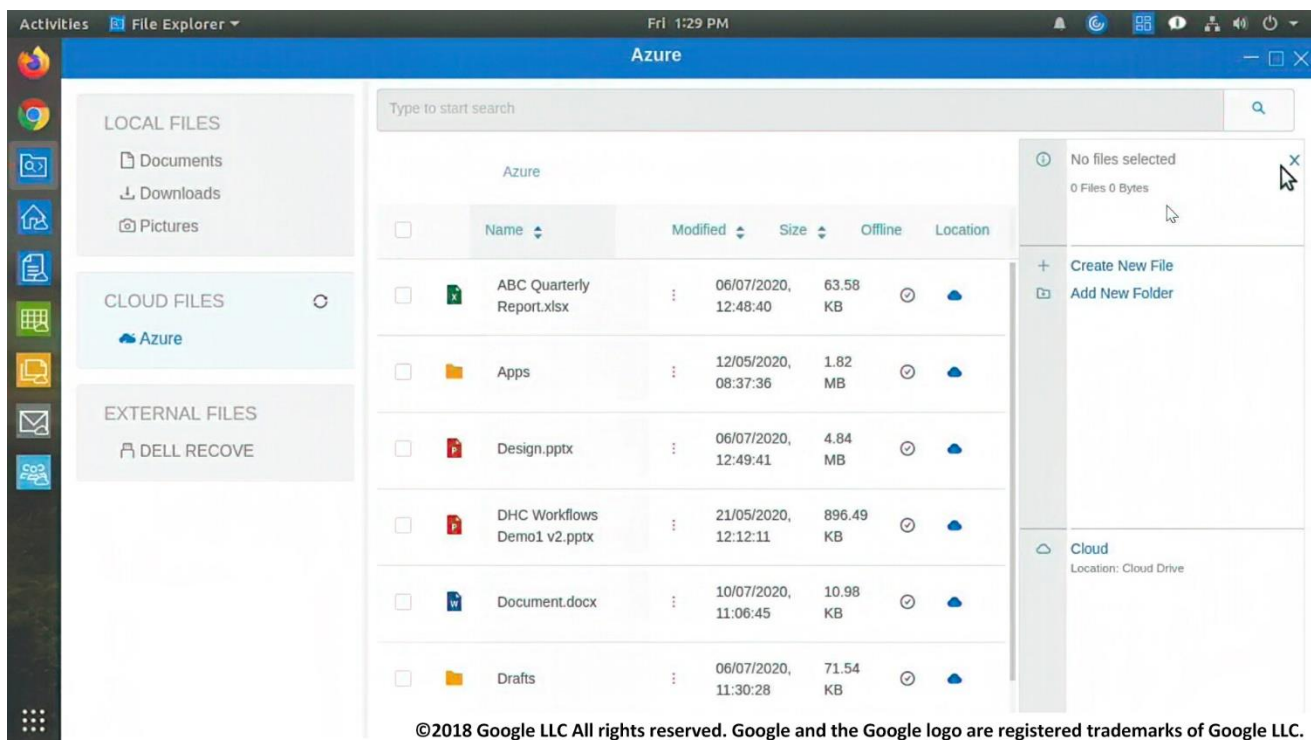 Activities File Explorer Fri 1:29 PM
Azure
LOCAL FILES
Documents
Downloads
Pictures
CLOUD FILES
Azure
EXTERNAL FILES
DELL RECOVE
Type to start search
Azure
Name Modified Size Offline Location
ABC Quarterly
Report.xlsx
06/07/2020,
12:48:40
63.58
KB
Apps
12/05/2020,
08:37:36
1.82
MB
Design.pptx
06/07/2020,
12:49:41
4.84
MB
DHC Workflows
Demo1 v2.pptx
21/05/2020,
12:12:11
896.49
KB
Document.docx
10/07/2020,
11:06:45
10.98
KB
Drafts
06/07/2020,
11:30:28
71.54
KB
No files selected
0 Files 0 Bytes
Create New File
Add New Folder
Cloud
Location: Cloud Drive
©2018 Google LLC All rights reserved. Google and the Google logo are registered trademarks of Google LLC.